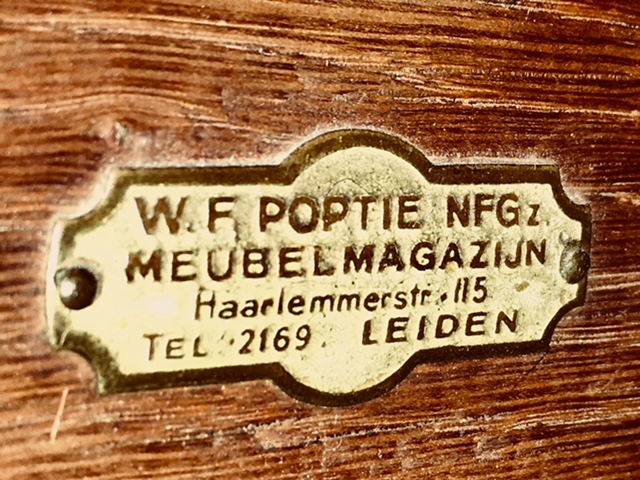 W. F. POPTIE NFGz.
MEUBELMAGAZIJN
Haarlemmerstr. 115
TEL. 2169. LEIDEN